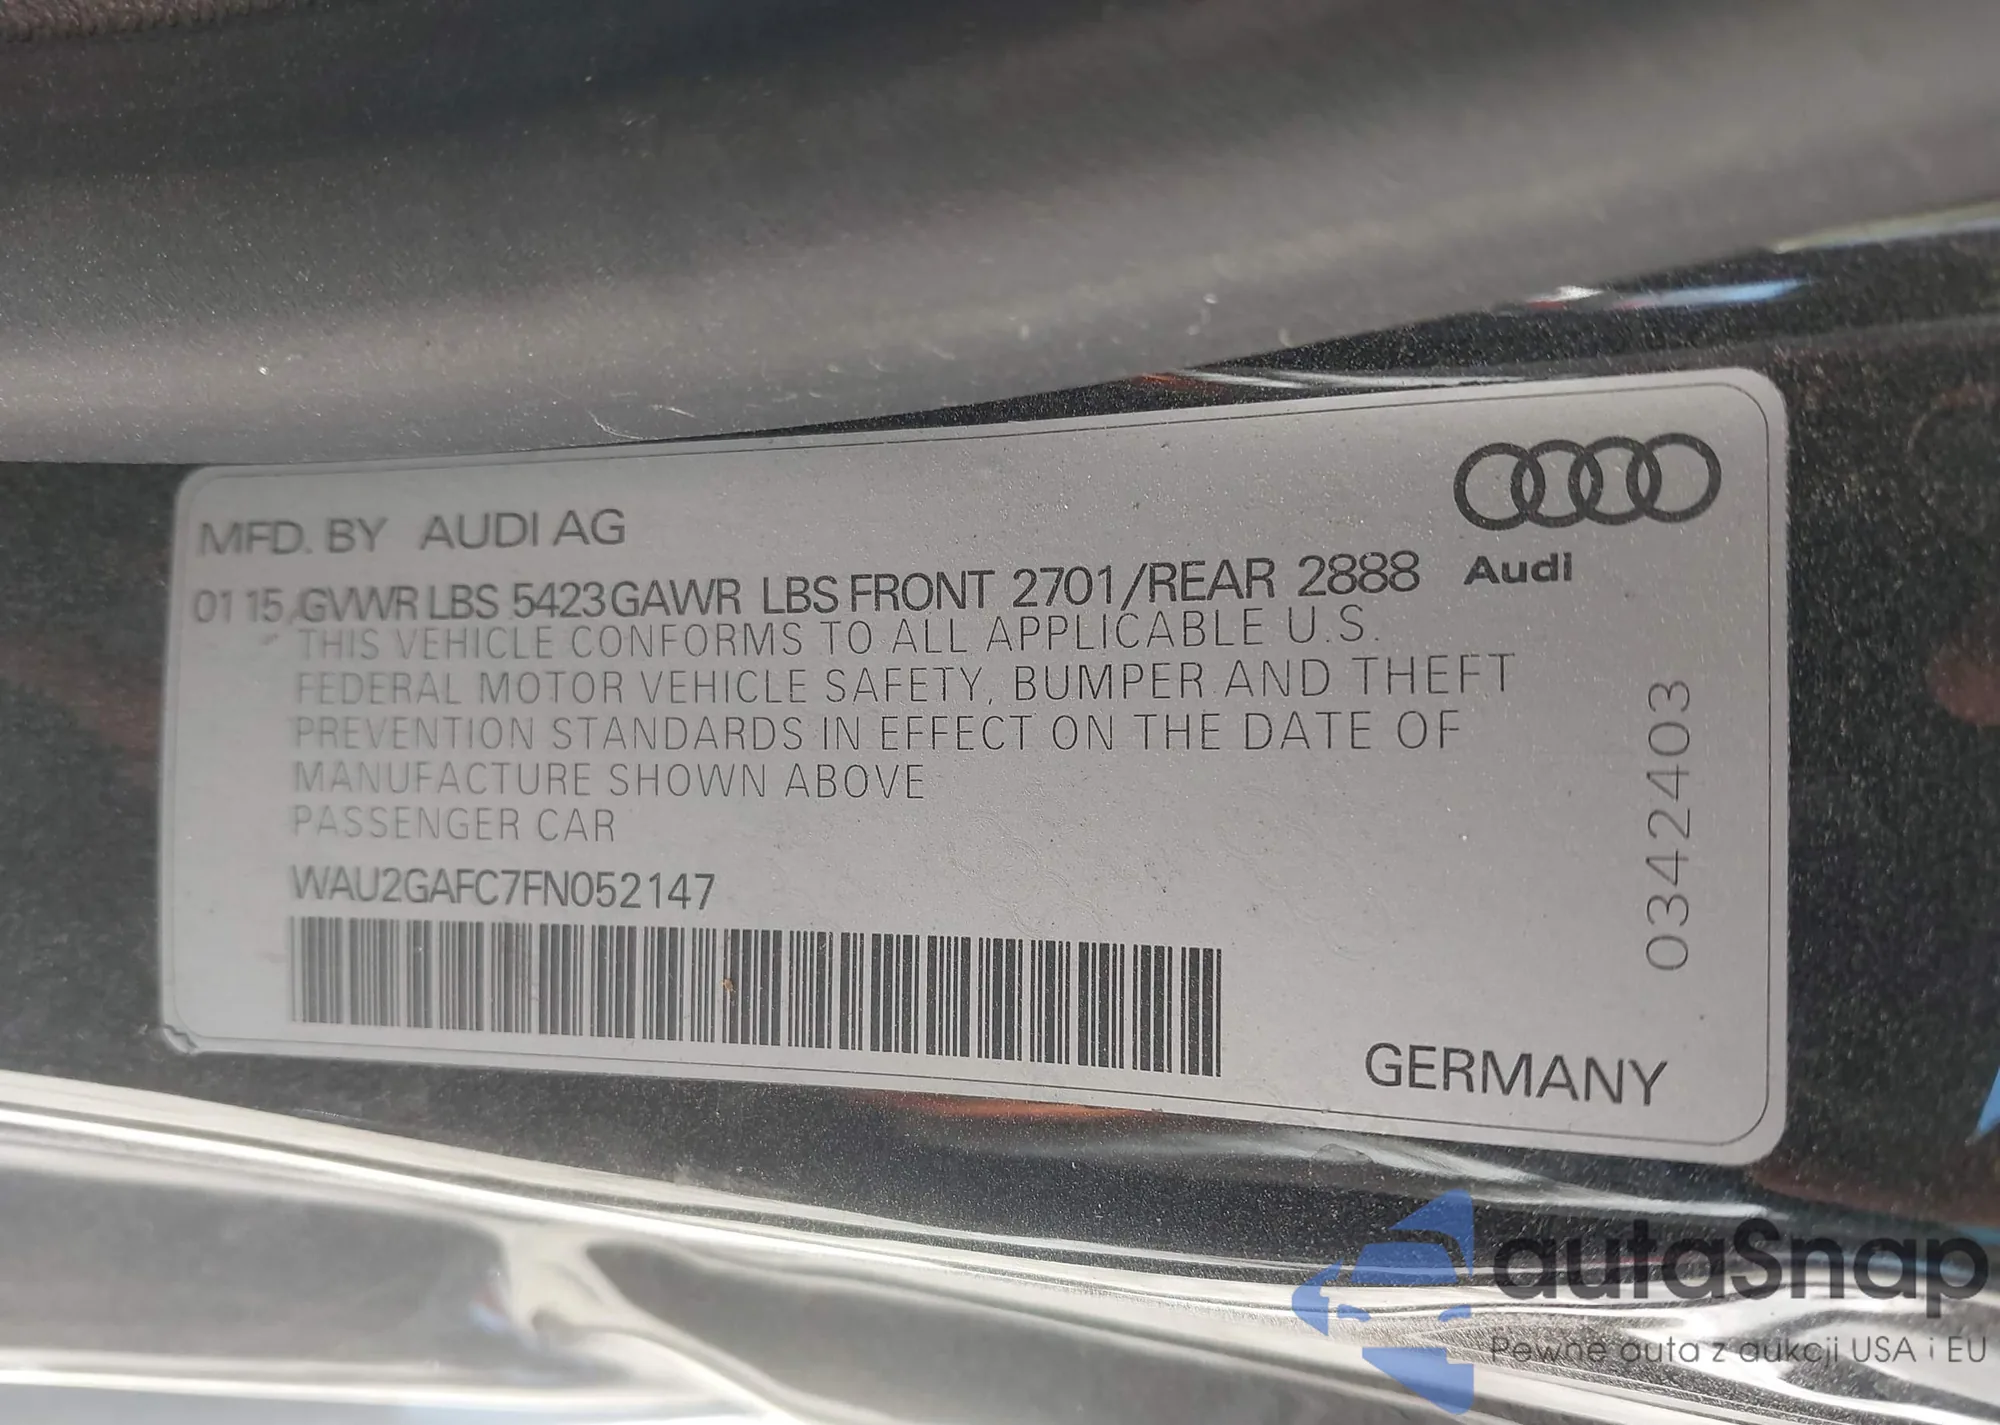 MFD. BY AUDI AG
01 15 GVWR LBS 5423 GAWR LBS FRONT 2701/REAR 2888
Audi
THIS VEHICLE CONFORMS TO ALL APPLICABLE U.S.
FEDERAL MOTOR VEHICLE SAFETY, BUMPER AND THEFT
PREVENTION STANDARDS IN EFFECT ON THE DATE OF
MANUFACTURE SHOWN ABOVE
PASSENGER CAR
WAU2GAFC7FN052147
0342403
GERMANY
autaSnap
Pewne auta z aukcji USA i EU